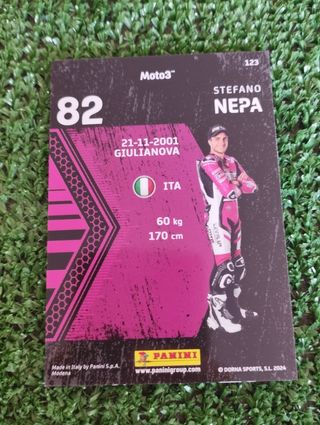 Moto3™
123
82
STEFANO
NEPA
21-11-2001
GIULIANOVA
ITA
60 kg
170 cm
PANINI
Made in Italy by Panini S.p.A.
Modena
www.paninigroup.com
© DORNA SPORTS, S.L. 2024